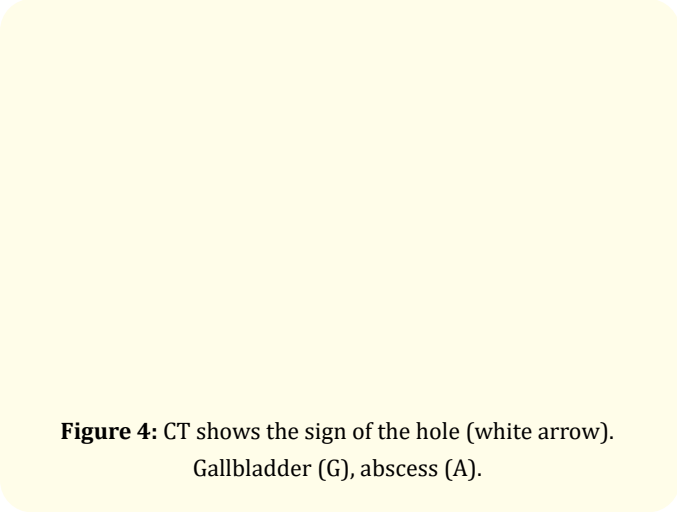 Figure 4: CT shows the sign of the hole (white arrow).
Gallbladder (G), abscess (A).